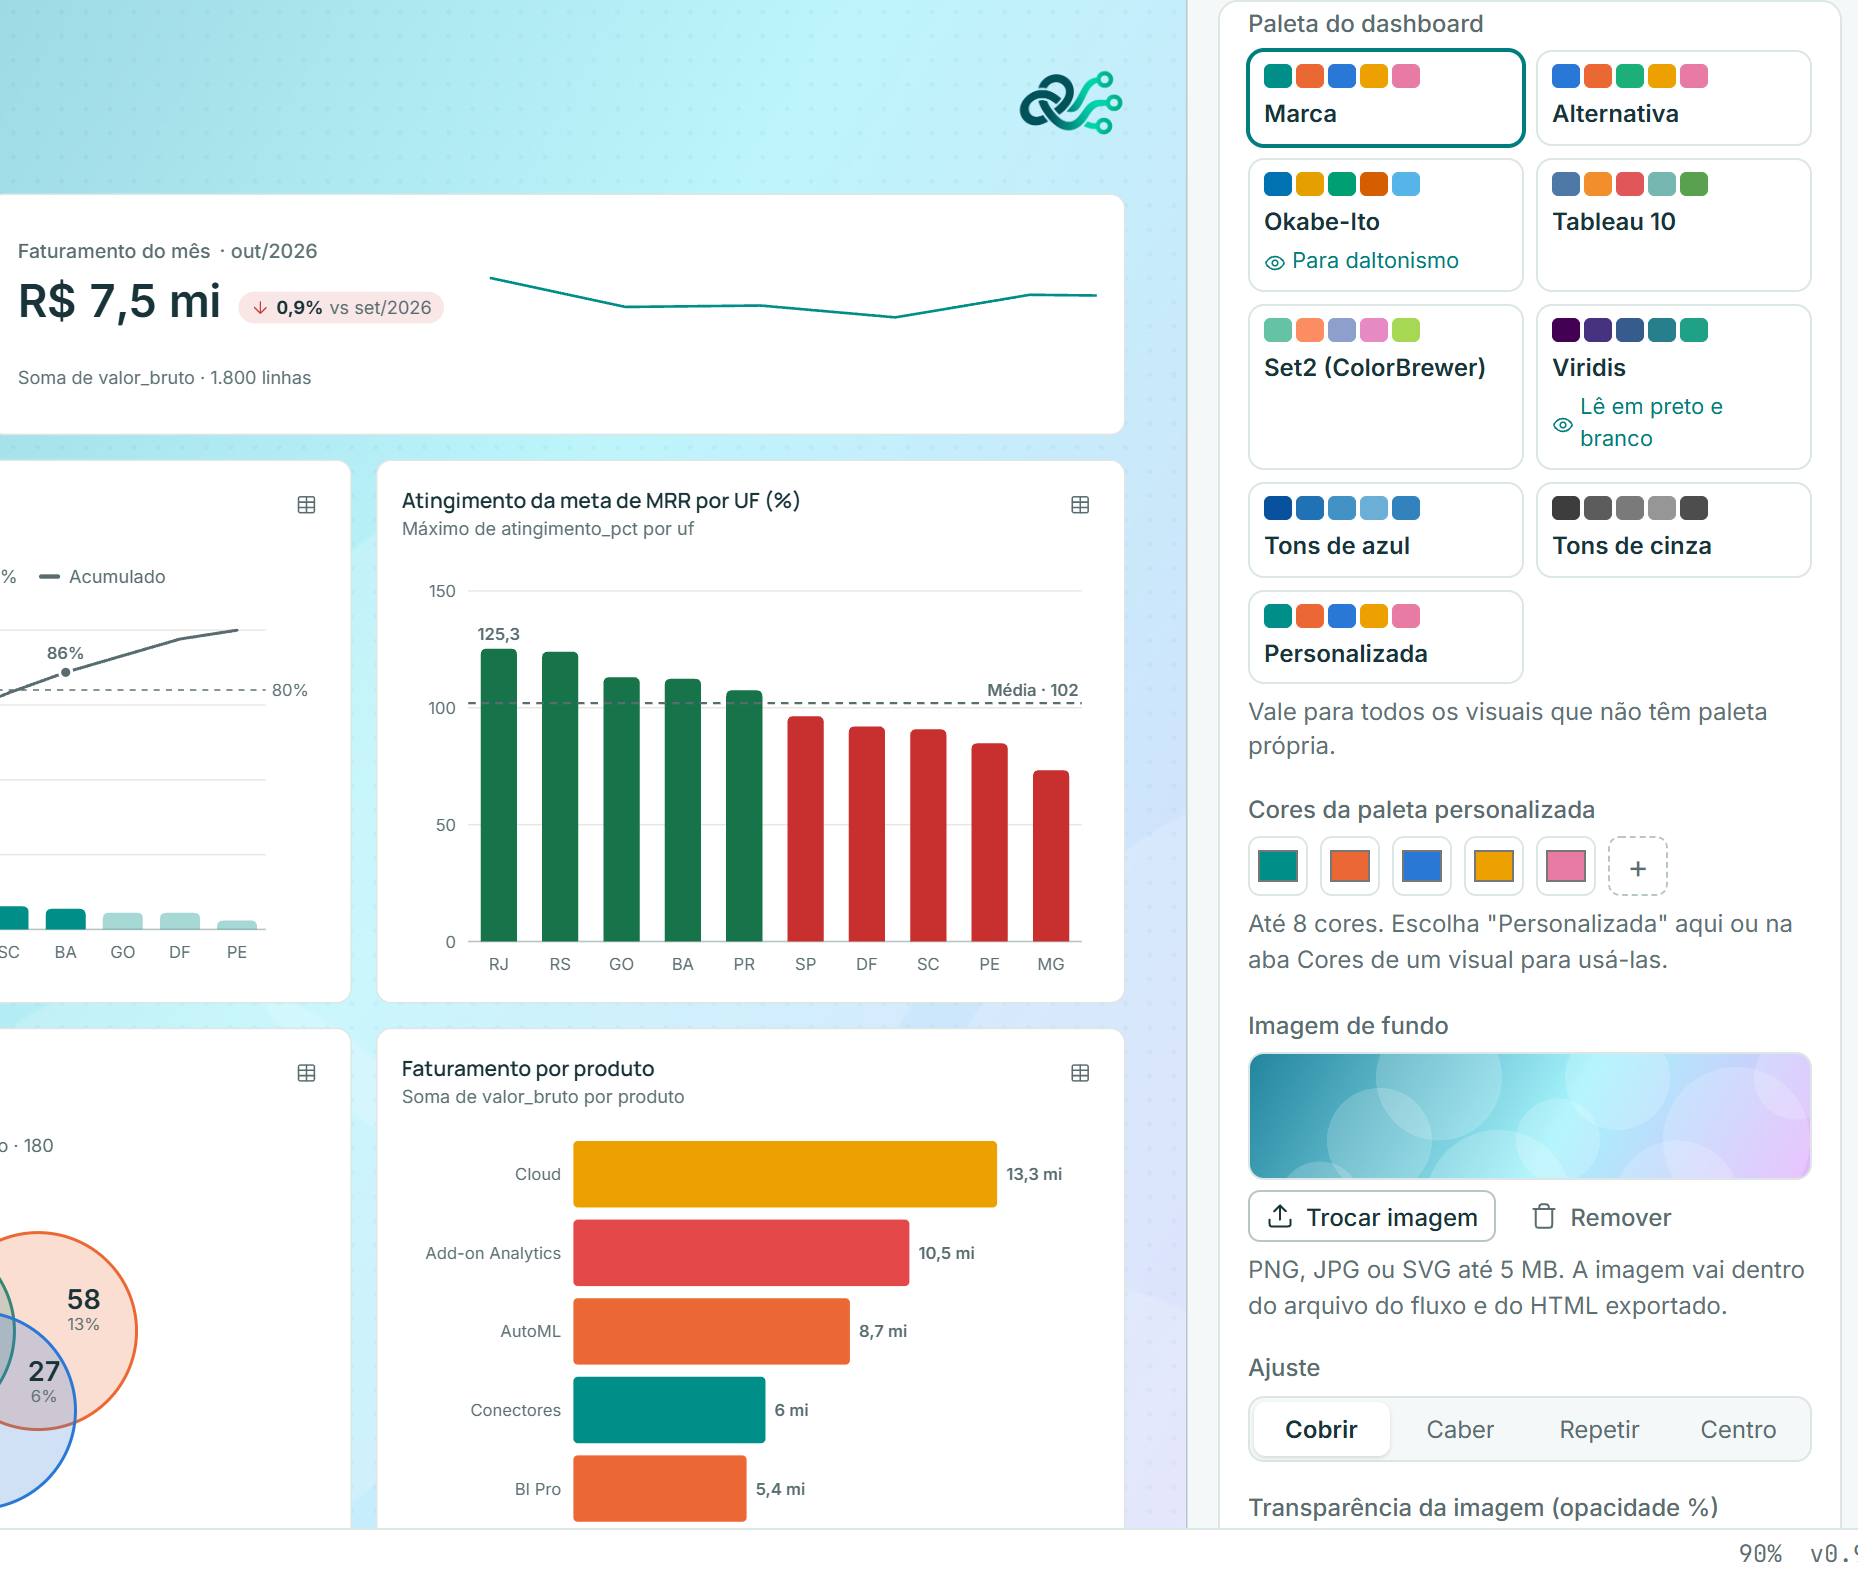 Faturamento do mês · out/2026
R$ 7,5 mi
0,9% vs set/2026
Soma de valor_bruto · 1.800 linhas
% Acumulado
86%
80%
SC BA GO DF PE
Atingimento da meta de MRR por UF (%)
Máximo de atingimento_pct por uf
150
125,3
Média · 102
100
50
0
RJ RS GO BA PR SP DF SC PE MG
o · 180
58
13%
27
6%
Faturamento por produto
Soma de valor_bruto por produto
Cloud 13,3 mi
Add-on Analytics 10,5 mi
AutoML 8,7 mi
Conectores 6 mi
BI Pro 5,4 mi
Paleta do dashboard
Marca
Alternativa
Okabe-Ito
Para daltonismo
Tableau 10
Set2 (ColorBrewer)
Viridis
Lê em preto e
branco
Tons de azul
Tons de cinza
Personalizada
Vale para todos os visuais que não têm paleta
própria.
Cores da paleta personalizada
+
Até 8 cores. Escolha "Personalizada" aqui ou na
aba Cores de um visual para usá-las.
Imagem de fundo
Trocar imagem
Remover
PNG, JPG ou SVG até 5 MB. A imagem vai dentro
do arquivo do fluxo e do HTML exportado.
Ajuste
Cobrir Caber Repetir Centro
Transparência da imagem (opacidade %)
90% v0.